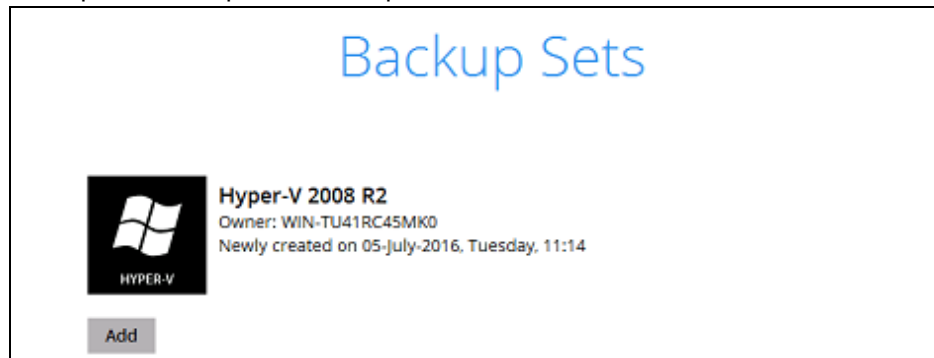 Backup Sets
Hyper-V 2008 R2
Owner: WIN-TU41RC45MK0
Newly created on 05-July-2016, Tuesday, 11:14
HYPER-V
Add